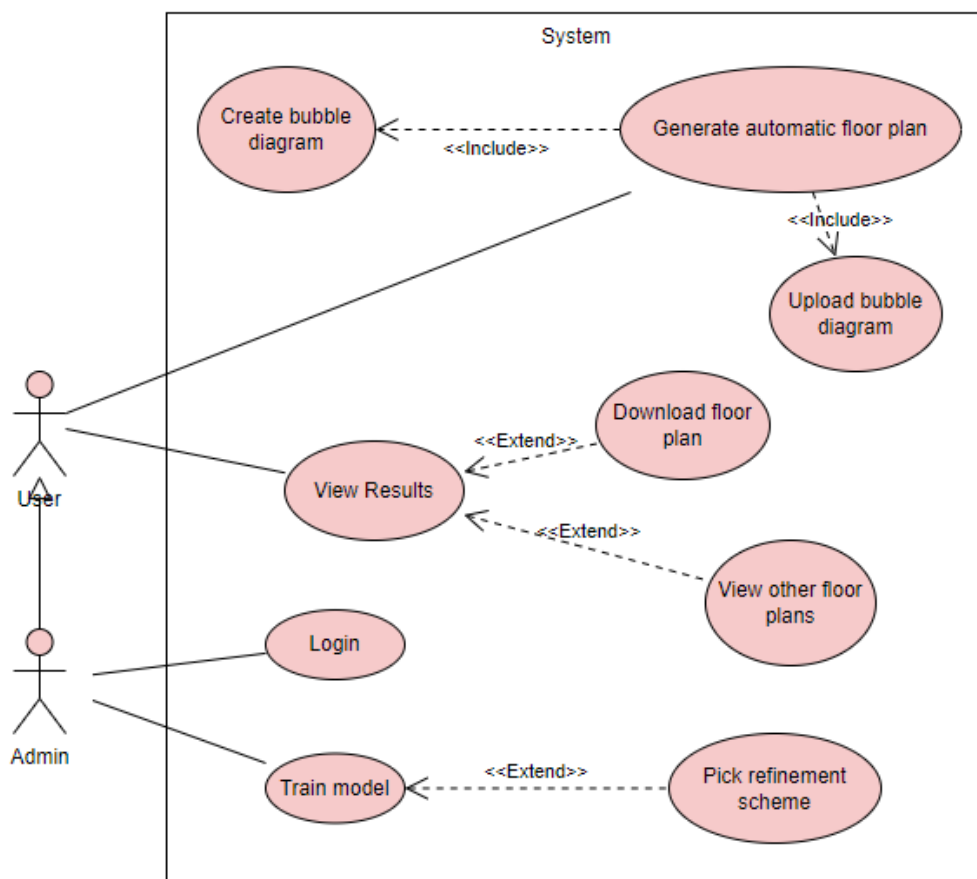 System
Create bubble
diagram
Generate automatic floor plan
<<Include>>
<<Include>>
Upload bubble
diagram
Download floor
plan
<<Extend>>
User
View Results
<<Extend>>
View other floor
plans
Login
Admin
Train model
<<Extend>>
Pick refinement
scheme